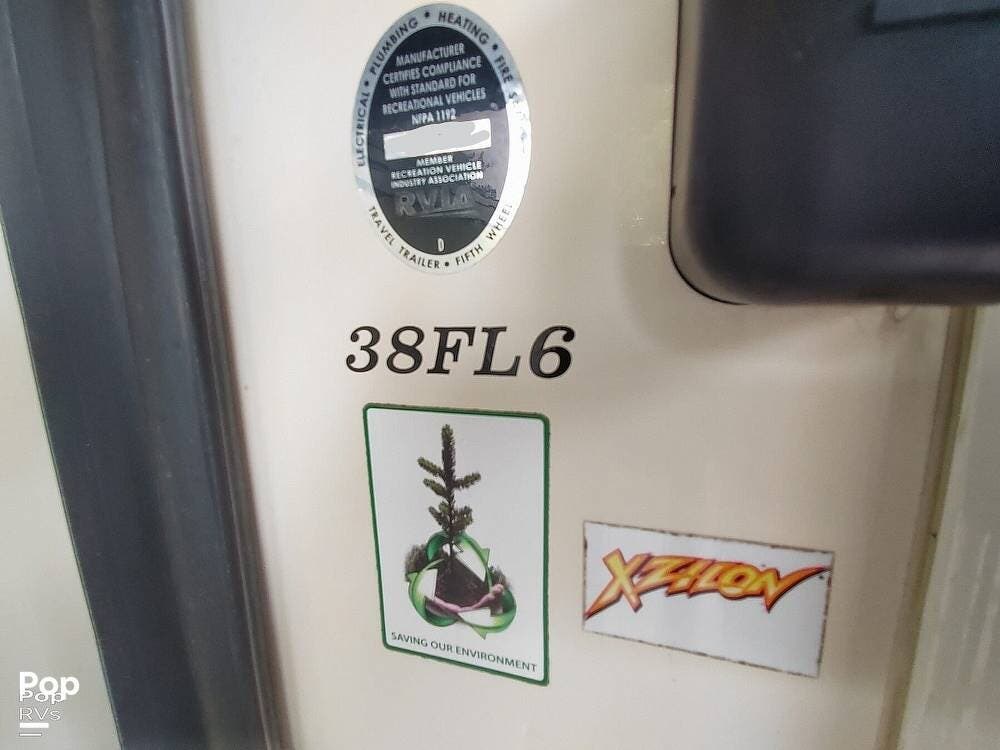 ELECTRICAL • PLUMBING • HEATING • FIRE
MANUFACTURER
CERTIFIES COMPLIANCE
WITH STANDARD FOR
RECREATIONAL VEHICLES
NFPA 1192
MEMBER
RECREATION VEHICLE
INDUSTRY ASSOCIATION
RVIA
D
TRAVEL TRAILER • FIFTH WHEEL
38FL6
SAVING OUR ENVIRONMENT
XZILON
Pop
Pop
RVs